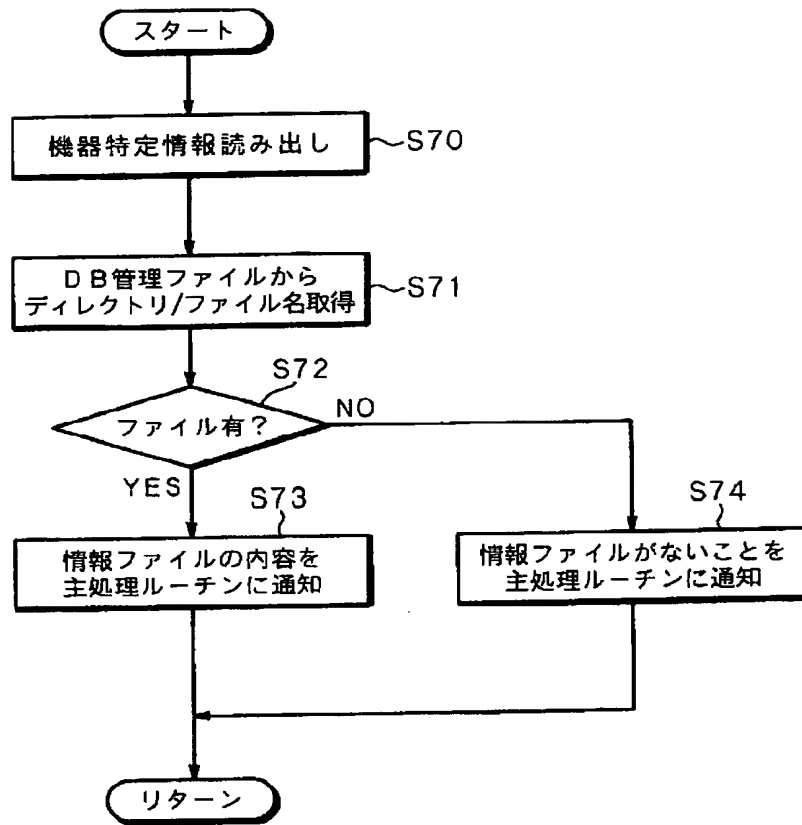 スタート
機器特定情報読み出し
S70
DB管理ファイルから
ディレクトリ/ファイル名取得
S71
S72
ファイル有?
NO
YES
S73
情報ファイルの内容を
主処理ルーチンに通知
S74
情報ファイルがないことを
主処理ルーチンに通知
リターン